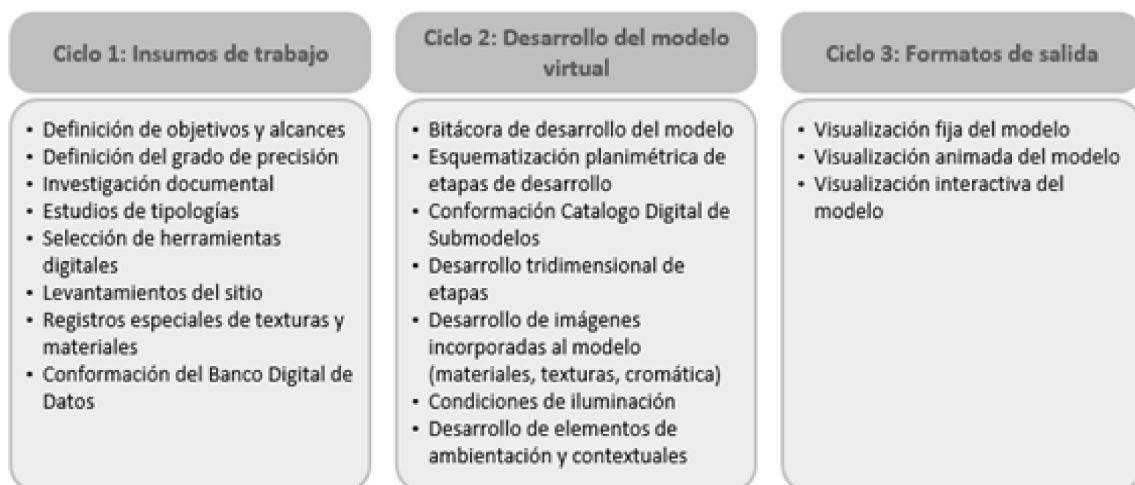 Ciclo 1: Insumos de trabajo
• Definición de objetivos y alcances
• Definición del grado de precisión
• Investigación documental
• Estudios de tipologías
• Selección de herramientas
digitales
• Levantamientos del sitio
• Registros especiales de texturas y
materiales
• Conformación del Banco Digital de
Datos
Ciclo 2: Desarrollo del modelo
virtual
• Bitácora de desarrollo del modelo
• Esquematización planimétrica de
etapas de desarrollo
• Conformación Catalogo Digital de
Submodelos
• Desarrollo tridimensional de
etapas
• Desarrollo de imágenes
incorporadas al modelo
(materiales, texturas, cromática)
• Condiciones de iluminación
• Desarrollo de elementos de
ambientación y contextuales
Ciclo 3: Formatos de salida
• Visualización fija del modelo
• Visualización animada del modelo
• Visualización interactiva del
modelo